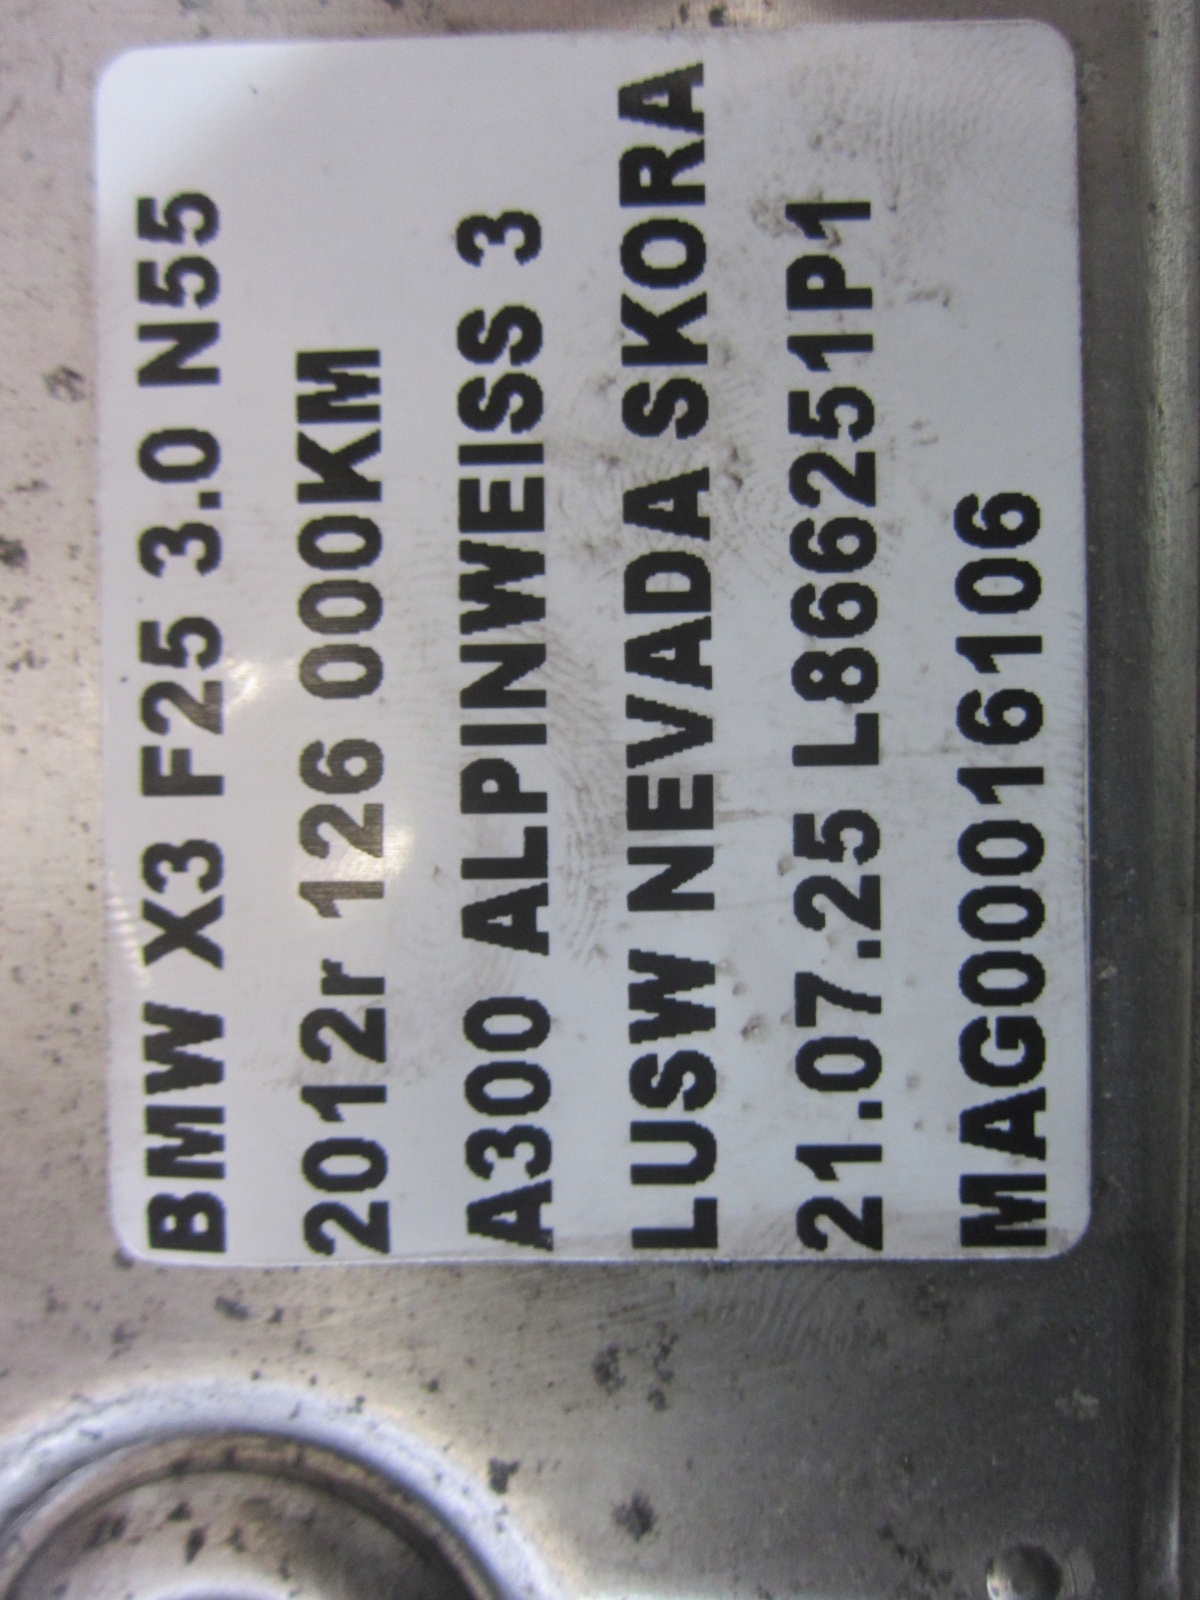 BMW X3 F25 3.0 N55
2012r 126 000KM
A300 ALPINWEISS 3
LUSW NEVADA SKORA
21.07.25 L866251P1
MAG00016106